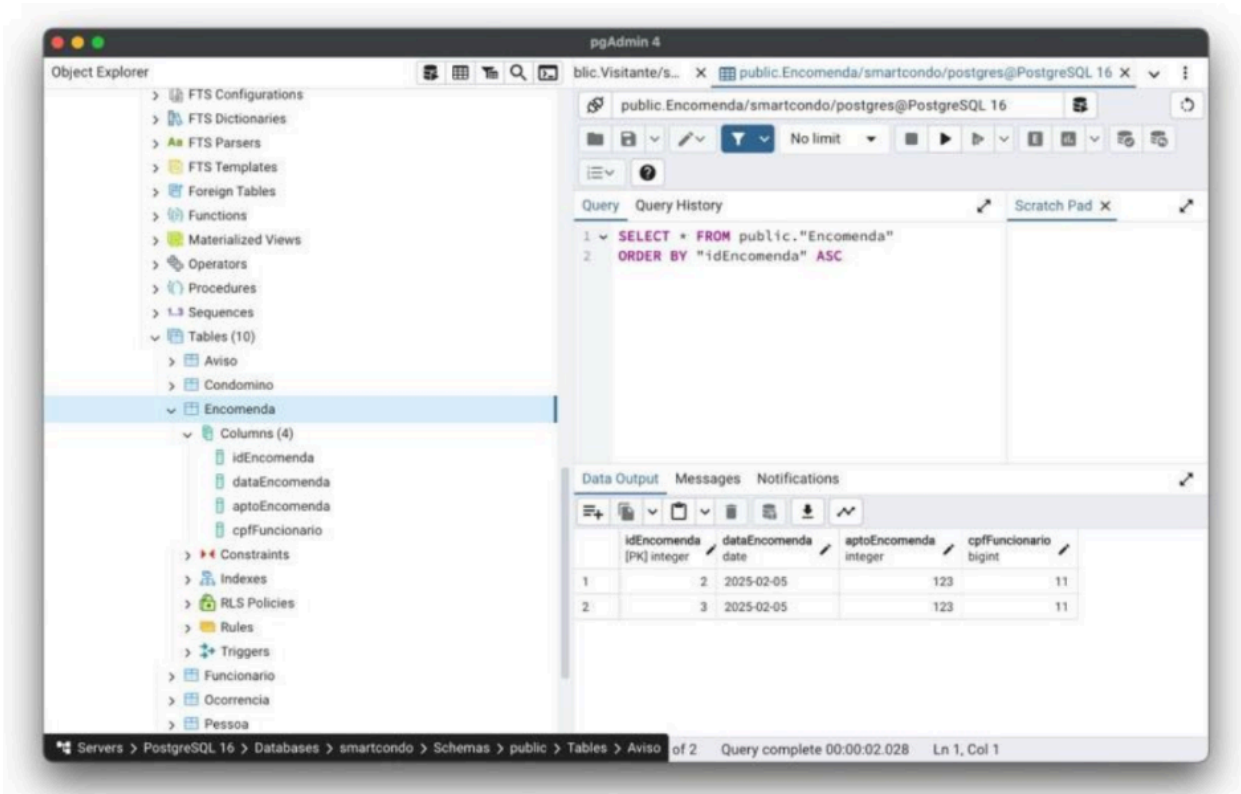 pgAdmin 4
Object Explorer
FTS Configurations
FTS Dictionaries
Aa FTS Parsers
FTS Templates
Foreign Tables
Functions
Materialized Views
Operators
Procedures
1..3 Sequences
Tables (10)
Aviso
Condomino
Encomenda
Columns (4)
idEncomenda
dataEncomenda
aptoEncomenda
cpfFuncionario
Constraints
Indexes
RLS Policies
Rules
Triggers
Funcionario
Ocorrencia
Pessoa
Servers > PostgreSQL 16 > Databases > smartcondo > Schemas > public > Tables > Aviso
blic.Visitante/s... X public.Encomenda/smartcondo/postgres@PostgreSQL 16 X
public.Encomenda/smartcondo/postgres@PostgreSQL 16
No limit
Query Query History
Scratch Pad X
1 SELECT * FROM public."Encomenda"
2 ORDER BY "idEncomenda" ASC
Data Output Messages Notifications
idEncomenda dataEncomenda aptoEncomenda cpfFuncionario
[PK] integer date integer bigint
1 2 2025-02-05 123 11
2 3 2025-02-05 123 11
of 2 Query complete 00:00:02.028 Ln 1, Col 1